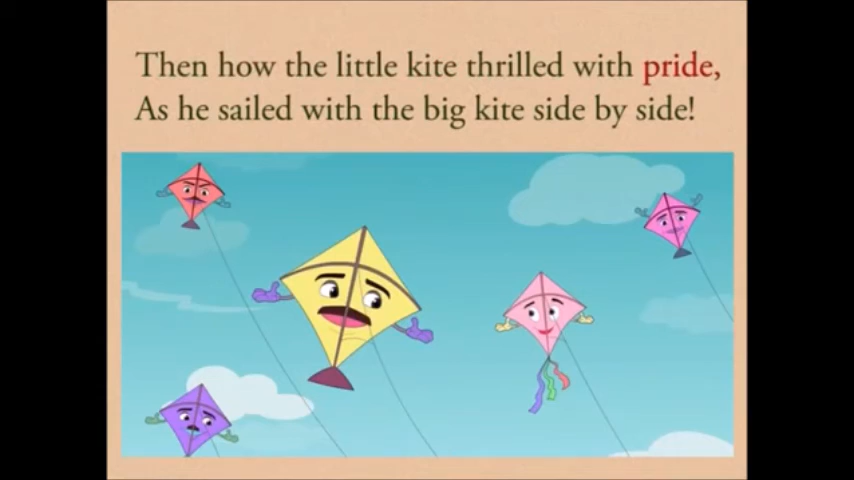 Then how the little kite thrilled with pride,
As he sailed with the big kite side by side!